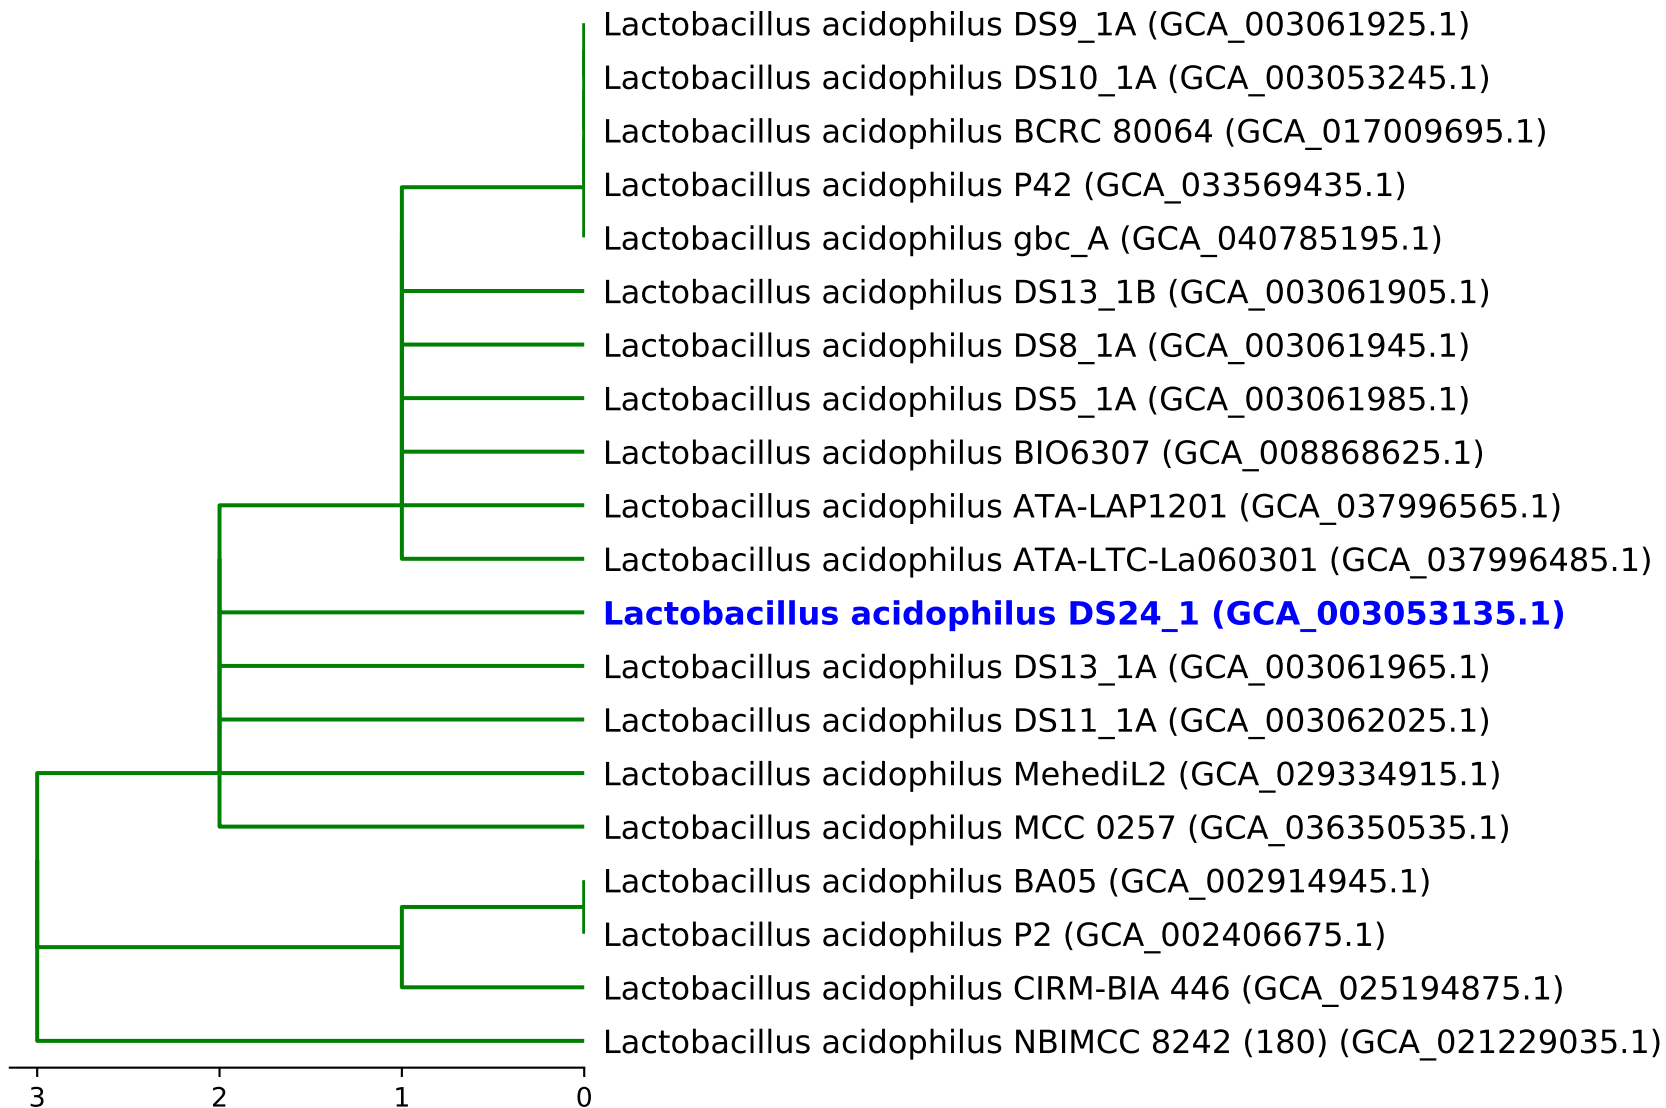 Lactobacillus acidophilus DS9_1A (GCA_003061925.1)
Lactobacillus acidophilus DS10_1A (GCA_003053245.1)
Lactobacillus acidophilus BCRC 80064 (GCA_017009695.1)
Lactobacillus acidophilus P42 (GCA_033569435.1)
Lactobacillus acidophilus gbc_A (GCA_040785195.1)
Lactobacillus acidophilus DS13_1B (GCA_003061905.1)
Lactobacillus acidophilus DS8_1A (GCA_003061945.1)
Lactobacillus acidophilus DS5_1A (GCA_003061985.1)
Lactobacillus acidophilus BIO6307 (GCA_008868625.1)
Lactobacillus acidophilus ATA-LAP1201 (GCA_037996565.1)
Lactobacillus acidophilus ATA-LTC-La060301 (GCA_037996485.1)
Lactobacillus acidophilus DS24_1 (GCA_003053135.1)
Lactobacillus acidophilus DS13_1A (GCA_003061965.1)
Lactobacillus acidophilus DS11_1A (GCA_003062025.1)
Lactobacillus acidophilus MehediL2 (GCA_029334915.1)
Lactobacillus acidophilus MCC 0257 (GCA_036350535.1)
Lactobacillus acidophilus BA05 (GCA_002914945.1)
Lactobacillus acidophilus P2 (GCA_002406675.1)
Lactobacillus acidophilus CIRM-BIA 446 (GCA_025194875.1)
Lactobacillus acidophilus NBIMCC 8242 (180) (GCA_021229035.1)
3 2 1 0